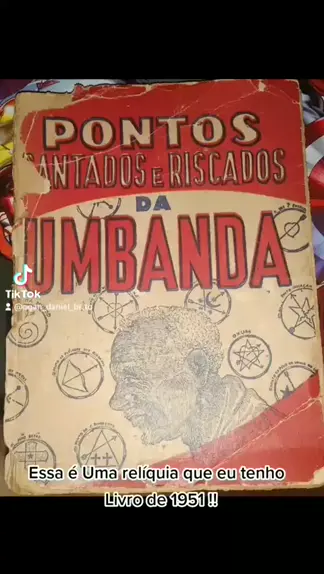 PONTOS
CANTADOS E RISCADOS
DA
UMBANDA
TikTok
Essa é Uma relíquia que eu tenho
Livro de 1951 !!